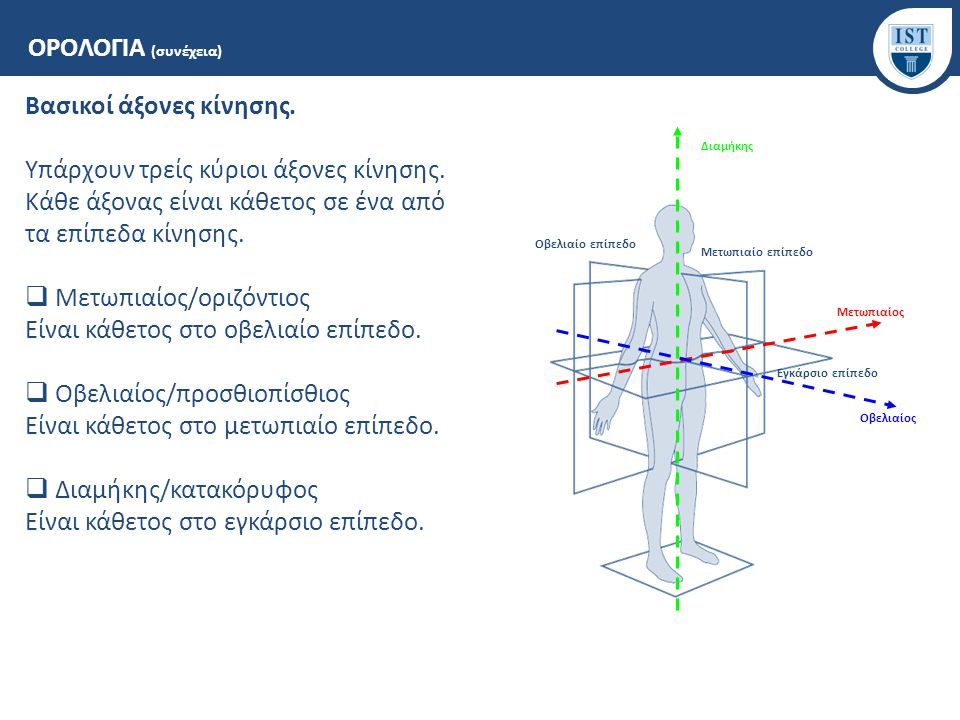 ΟΡΟΛΟΓΙΑ (συνέχεια)
IST
COLLEGE
Βασικοί άξονες κίνησης.
Υπάρχουν τρείς κύριοι άξονες κίνησης.
Κάθε άξονας είναι κάθετος σε ένα από
τα επίπεδα κίνησης.
❑ Μετωπιαίος/οριζόντιος
Είναι κάθετος στο οβελιαίο επίπεδο.
❑ Οβελιαίος/προσθιοπίσθιος
Είναι κάθετος στο μετωπιαίο επίπεδο.
❑ Διαμήκης/κατακόρυφος
Είναι κάθετος στο εγκάρσιο επίπεδο.
Διαμήκης
Οβελιαίο επίπεδο
Μετωπιαίο επίπεδο
Μετωπιαίος
Εγκάρσιο επίπεδο
Οβελιαίος